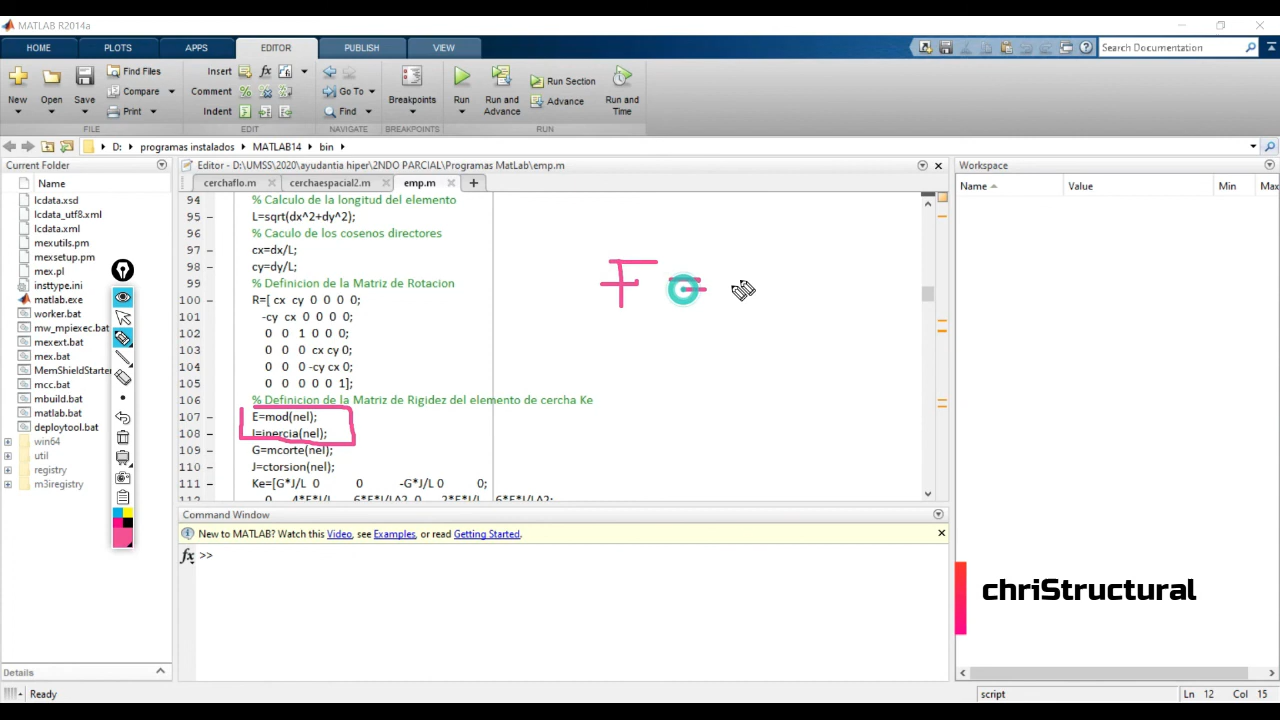 MATLAB R2014a
HOME PLOTS APPS EDITOR PUBLISH VIEW Search Documentation
New Open Save Find Files Compare Print Insert Comment Indent Go To Find Breakpoints Run Run and Advance Run Section Advance Run and Time
FILE EDIT NAVIGATE BREAKPOINTS RUN
D: programas instalados MATLAB14 bin
Current Folder
Name
lcdata.xsd
lcdata_utf8.xml
lcdata.xml
mexutils.pm
mexsetup.pm
mex.pl
insttype.ini
matlab.exe
worker.bat
mw_mpiexec.bat
mexext.bat
mex.bat
MemShieldStarter
mcc.bat
mbuild.bat
matlab.bat
deploytool.bat
win64
util
registry
m3iregistry
Details
Editor - D:\UMSS\2020\ayudantia hiper\2NDO PARCIAL\Programas MatLab\emp.m
cerchaflo.m cerchaespacial2.m emp.m
94 % Calculo de la longitud del elemento
95 – L=sqrt(dx^2+dy^2);
96 % Caculo de los cosenos directores
97 – cx=dx/L;
98 – cy=dy/L;
99 % Definicion de la Matriz de Rotacion
100 – R=[ cx cy 0 0 0 0;
101 -cy cx 0 0 0 0;
102 0 0 1 0 0 0;
103 0 0 0 cx cy 0;
104 0 0 0 -cy cx 0;
105 0 0 0 0 0 1];
106 % Definicion de la Matriz de Rigidez del elemento de cercha Ke
107 – E=mod(nel);
108 – I=inercia(nel);
109 – G=mcorte(nel);
110 – J=ctorsion(nel);
111 – Ke=[G*J/L 0 0 -G*J/L 0 0;
F =
Command Window
New to MATLAB? Watch this Video, see Examples, or read Getting Started.
fx >>
Workspace
Name Value Min Max
chriStructural
Ready script Ln 12 Col 15